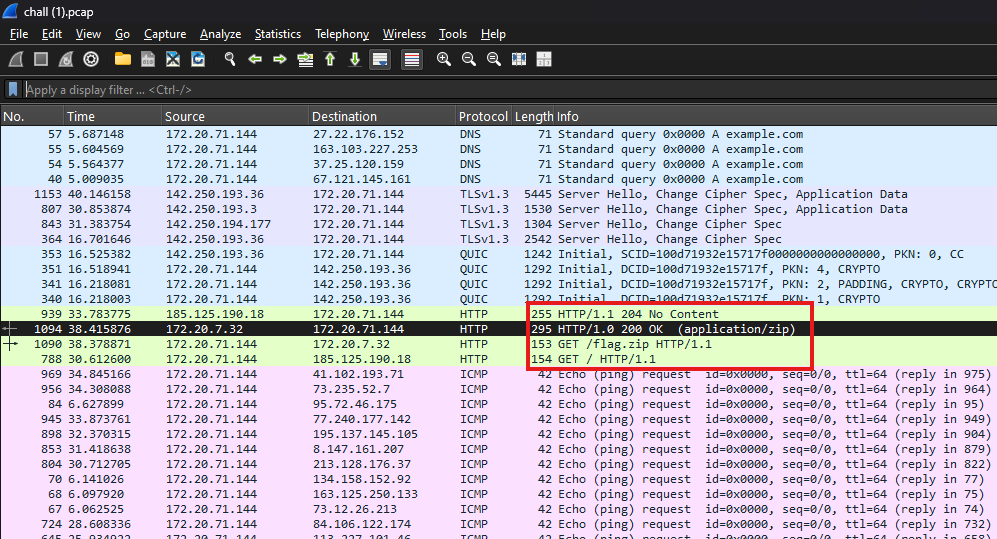 chall (1).pcap
File Edit View Go Capture Analyze Statistics Telephony Wireless Tools Help
Apply a display filter ... <Ctrl-/>
No. Time Source Destination Protocol Length Info
57 5.687148 172.20.71.144 27.22.176.152 DNS 71 Standard query 0x0000 A example.com
55 5.604569 172.20.71.144 163.103.227.253 DNS 71 Standard query 0x0000 A example.com
54 5.564377 172.20.71.144 37.25.120.159 DNS 71 Standard query 0x0000 A example.com
40 5.009035 172.20.71.144 67.121.145.161 DNS 71 Standard query 0x0000 A example.com
1153 40.146158 142.250.193.36 172.20.71.144 TLSv1.3 5445 Server Hello, Change Cipher Spec, Application Data
807 30.853874 142.250.193.3 172.20.71.144 TLSv1.3 1530 Server Hello, Change Cipher Spec, Application Data
843 31.383754 142.250.194.177 172.20.71.144 TLSv1.3 1304 Server Hello, Change Cipher Spec
364 16.701646 142.250.193.36 172.20.71.144 TLSv1.3 2542 Server Hello, Change Cipher Spec
353 16.525382 142.250.193.36 172.20.71.144 QUIC 1242 Initial, SCID=100d71932e15717f0000000000000000, PKN: 0, CC
351 16.518941 172.20.71.144 142.250.193.36 QUIC 1292 Initial, DCID=100d71932e15717f, PKN: 4, CRYPTO
341 16.218081 172.20.71.144 142.250.193.36 QUIC 1292 Initial, DCID=100d71932e15717f, PKN: 2, PADDING, CRYPTO, CRYPTO
340 16.218003 172.20.71.144 142.250.193.36 QUIC 1292 Initial, DCID=100d71932e15717f, PKN: 1, CRYPTO
939 33.783775 185.125.190.18 172.20.71.144 HTTP 255 HTTP/1.1 204 No Content
1094 38.415876 172.20.7.32 172.20.71.144 HTTP 295 HTTP/1.0 200 OK (application/zip)
1090 38.378871 172.20.71.144 172.20.7.32 HTTP 153 GET /flag.zip HTTP/1.1
788 30.612600 172.20.71.144 185.125.190.18 HTTP 154 GET / HTTP/1.1
969 34.845166 172.20.71.144 41.102.193.71 ICMP 42 Echo (ping) request id=0x0000, seq=0/0, ttl=64 (reply in 975)
956 34.308088 172.20.71.144 73.235.52.7 ICMP 42 Echo (ping) request id=0x0000, seq=0/0, ttl=64 (reply in 964)
84 6.627899 172.20.71.144 95.72.46.175 ICMP 42 Echo (ping) request id=0x0000, seq=0/0, ttl=64 (reply in 95)
945 33.873761 172.20.71.144 77.240.177.142 ICMP 42 Echo (ping) request id=0x0000, seq=0/0, ttl=64 (reply in 949)
898 32.370315 172.20.71.144 195.137.145.105 ICMP 42 Echo (ping) request id=0x0000, seq=0/0, ttl=64 (reply in 904)
853 31.418638 172.20.71.144 8.147.161.207 ICMP 42 Echo (ping) request id=0x0000, seq=0/0, ttl=64 (reply in 879)
804 30.712705 172.20.71.144 213.128.176.37 ICMP 42 Echo (ping) request id=0x0000, seq=0/0, ttl=64 (reply in 822)
70 6.141026 172.20.71.144 134.158.152.92 ICMP 42 Echo (ping) request id=0x0000, seq=0/0, ttl=64 (reply in 77)
68 6.097920 172.20.71.144 163.125.250.133 ICMP 42 Echo (ping) request id=0x0000, seq=0/0, ttl=64 (reply in 75)
67 6.062525 172.20.71.144 73.12.26.213 ICMP 42 Echo (ping) request id=0x0000, seq=0/0, ttl=64 (reply in 74)
724 28.608336 172.20.71.144 84.106.122.174 ICMP 42 Echo (ping) request id=0x0000, seq=0/0, ttl=64 (reply in 732)